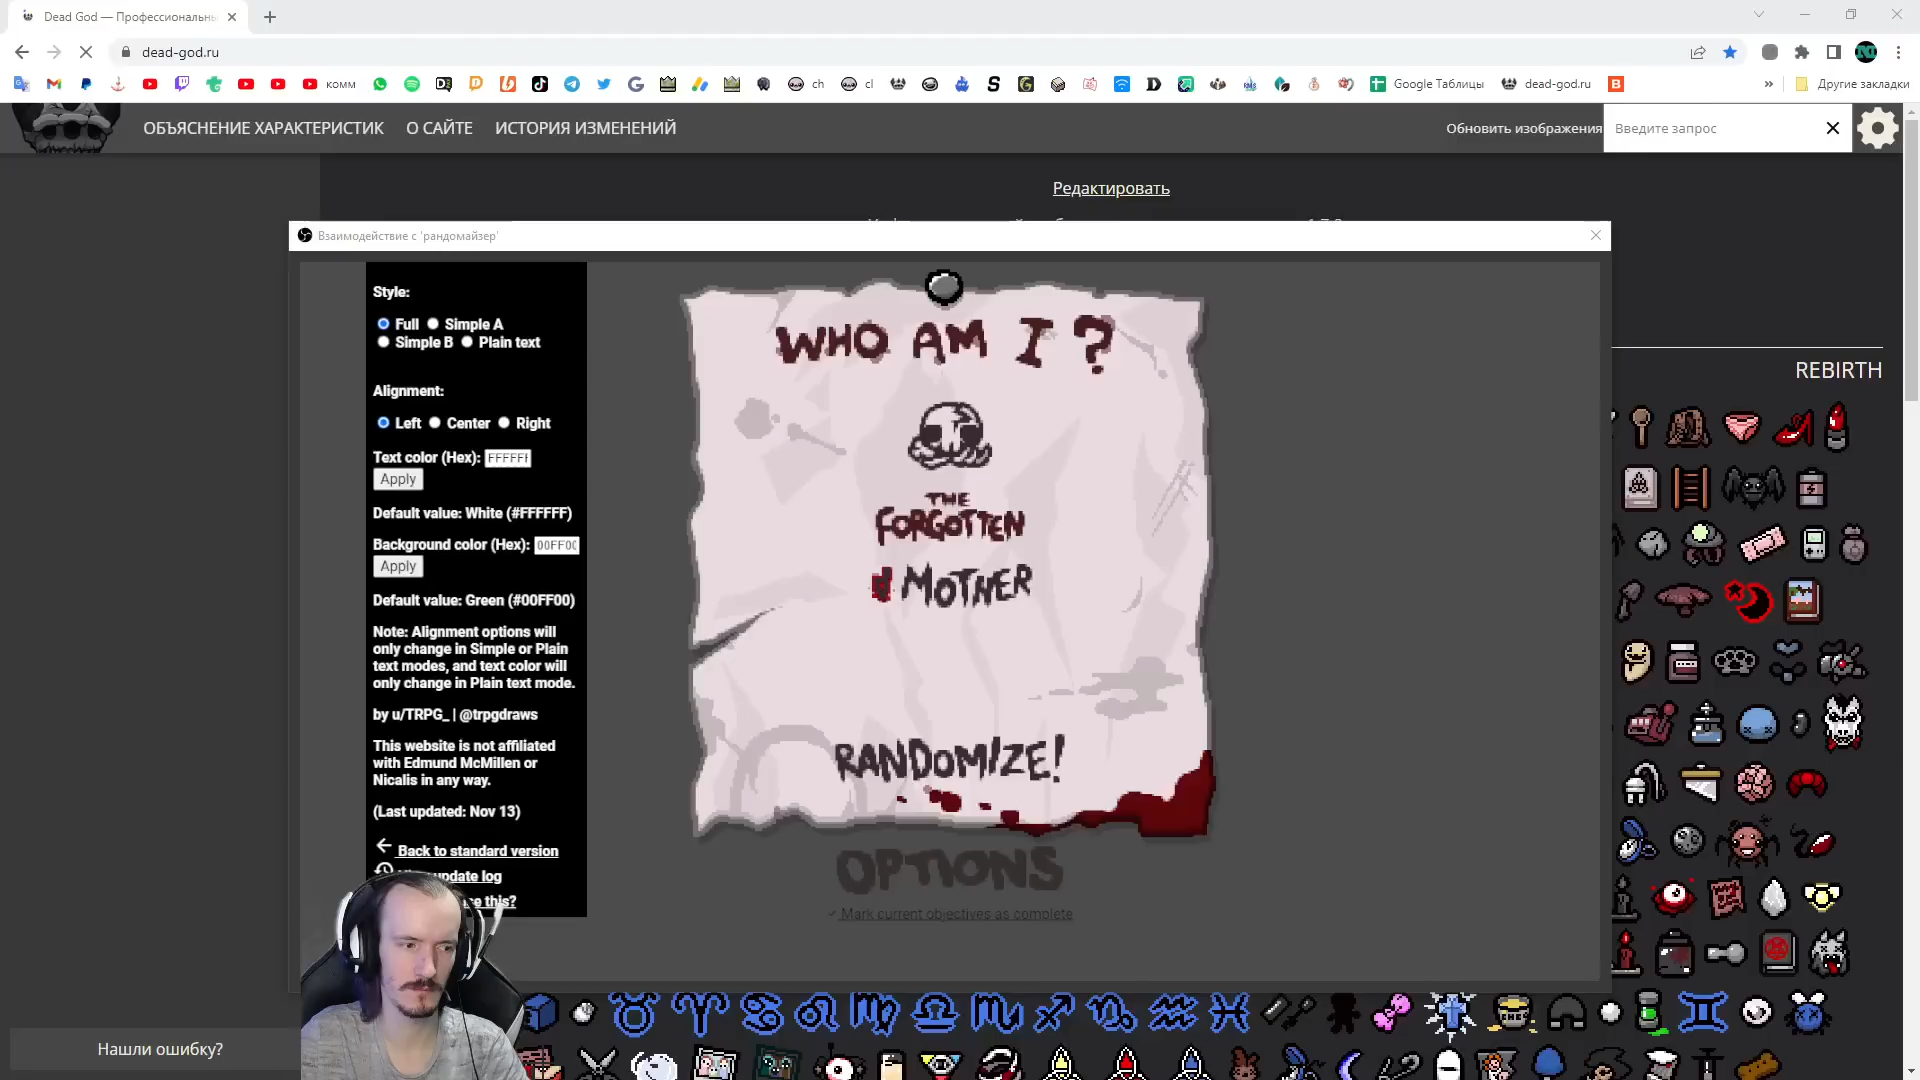 Dead God — Профессиональн
dead-god.ru
комм
ch
cl
Google Таблицы
dead-god.ru
Другие закладки
ОБЪЯСНЕНИЕ ХАРАКТЕРИСТИК
О САЙТЕ
ИСТОРИЯ ИЗМЕНЕНИЙ
Обновить изображения
Введите запрос
Редактировать
Взаимодействие с 'рандомайзер'
REBIRTH
Style:
Full Simple A
Simple B Plain text
Alignment:
Left Center Right
Text color (Hex): FFFFFF
Apply
Default value: White (#FFFFFF)
Background color (Hex): 00FF00
Apply
Default value: Green (#00FF00)
Note: Alignment options will
only change in Simple or Plain
text modes, and text color will
only change in Plain text mode.
by u/TRPG_ | @trpgdraws
This website is not affiliated
with Edmund McMillen or
Nicalis in any way.
(Last updated: Nov 13)
Back to standard version
update log
this?
WHO AM I?
THE
FORGOTTEN
MOTHER
RANDOMIZE!
OPTIONS
✓ Mark current objectives as complete
Нашли ошибку?